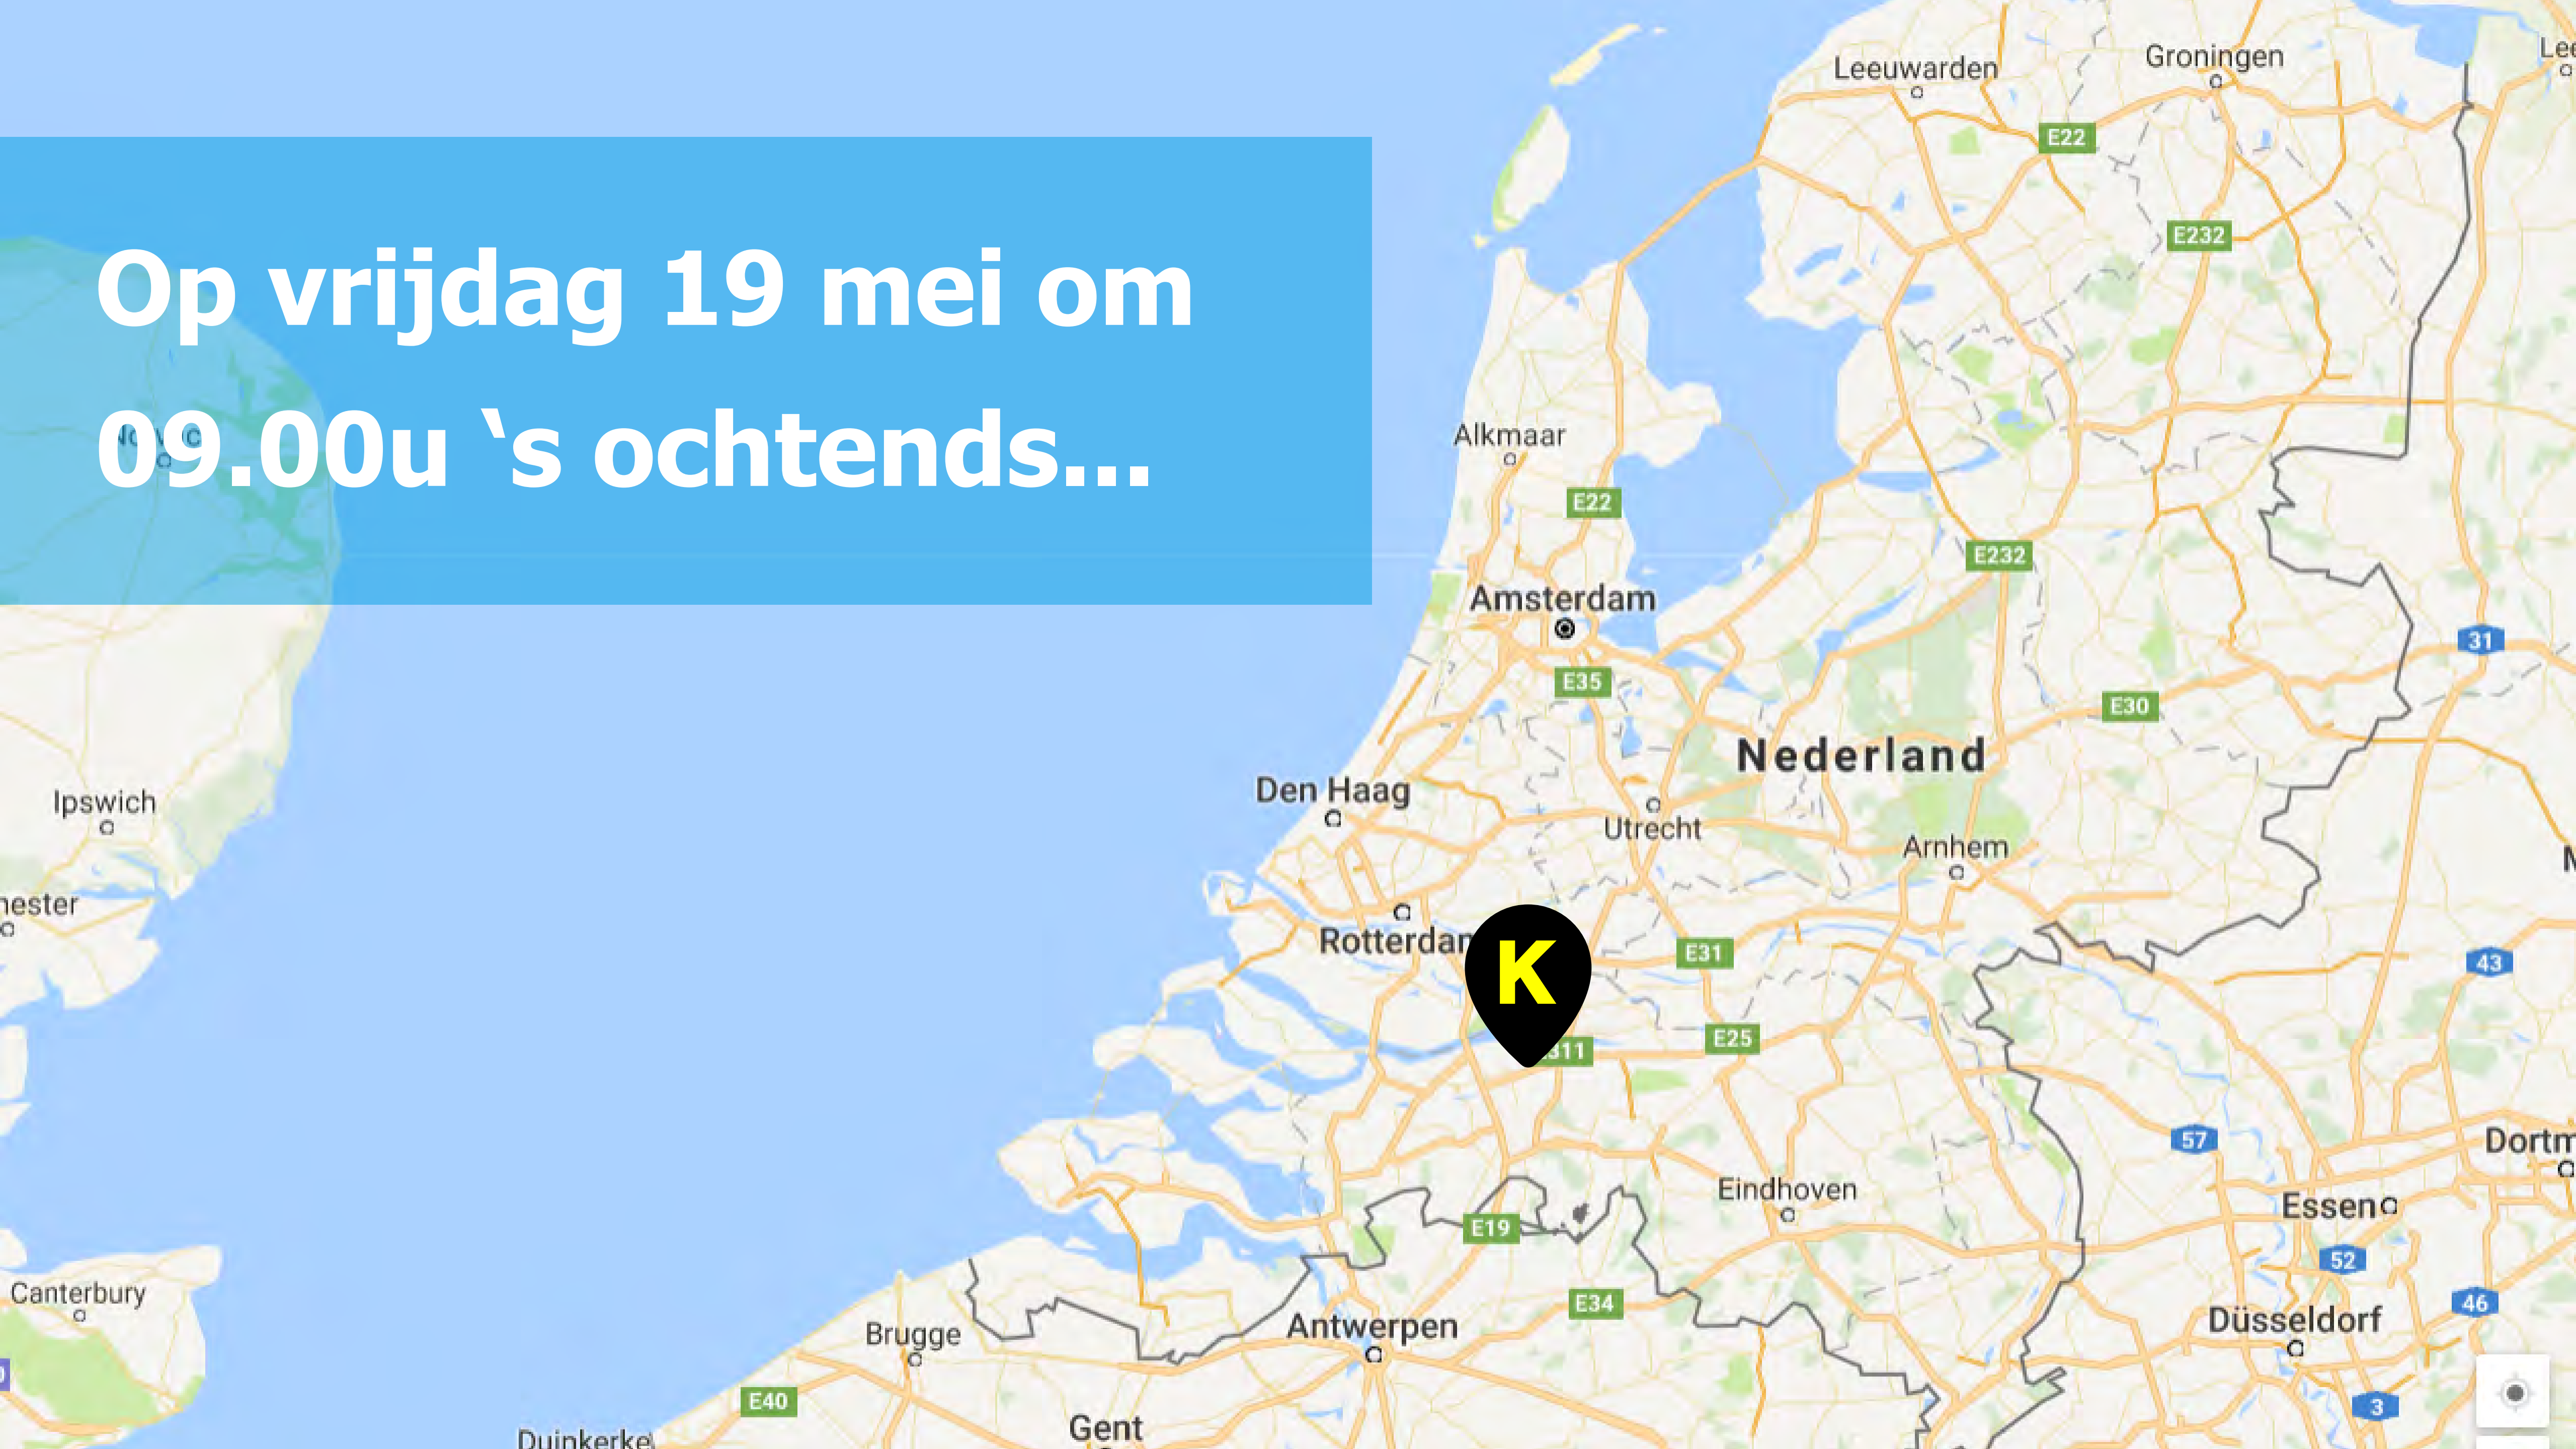 Op vrijdag 19 mei om
09.00u ‘s ochtends...
Leeuwarden
Groningen
E22
E232
Alkmaar
E22
E232
Amsterdam
31
E35
E30
Nederland
Den Haag
Ipswich
Utrecht
Arnhem
Rotterdam
K
E31
43
E25
57
Eindhoven
Essen
E19
52
Canterbury
E34
46
Antwerpen
Düsseldorf
Brugge
E40
3
Gent
Duinkerke